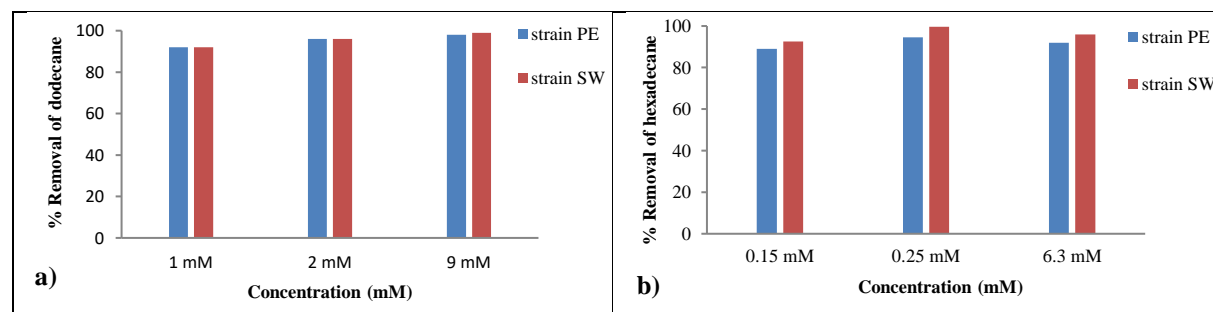 % Removal of dodecane
100
80
60
40
20
0
1 mM
2 mM
9 mM
Concentration (mM)
strain PE
strain SW
a)
% Removal of hexadecane
100
80
60
40
20
0
0.15 mM
0.25 mM
6.3 mM
Concentration (mM)
strain PE
strain SW
b)